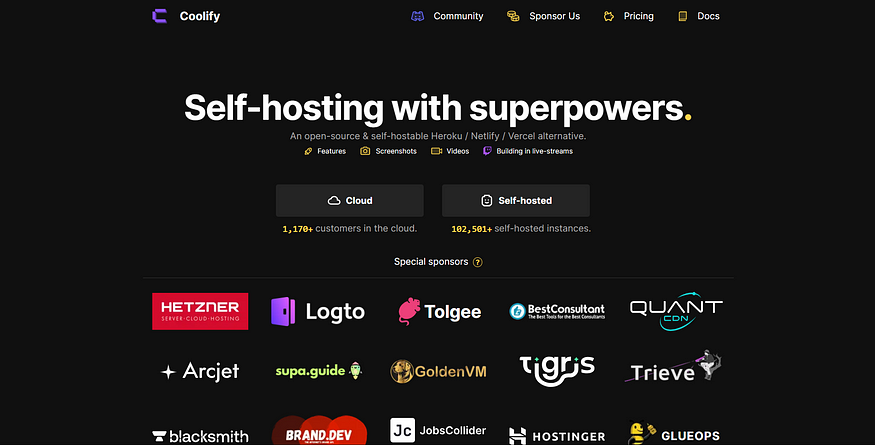 Coolify
Community
Sponsor Us
Pricing
Docs
Self-hosting with superpowers.
An open-source & self-hostable Heroku / Netlify / Vercel alternative.
Features
Screenshots
Videos
Building in live-streams
Cloud
Self-hosted
1,170+ customers in the cloud.
102,501+ self-hosted instances.
Special sponsors ?
HETZNER
SERVER·CLOUD·HOSTING
Logto
Tolgee
BestConsultant
The Best Tools for the Best Consultants
QUANT
CDN
Arcjet
supa.guide
GoldenVM
tigris
Trieve
blacksmith
BRAND.DEV
Jc
JobsCollider
HOSTINGER
GLUEOPS